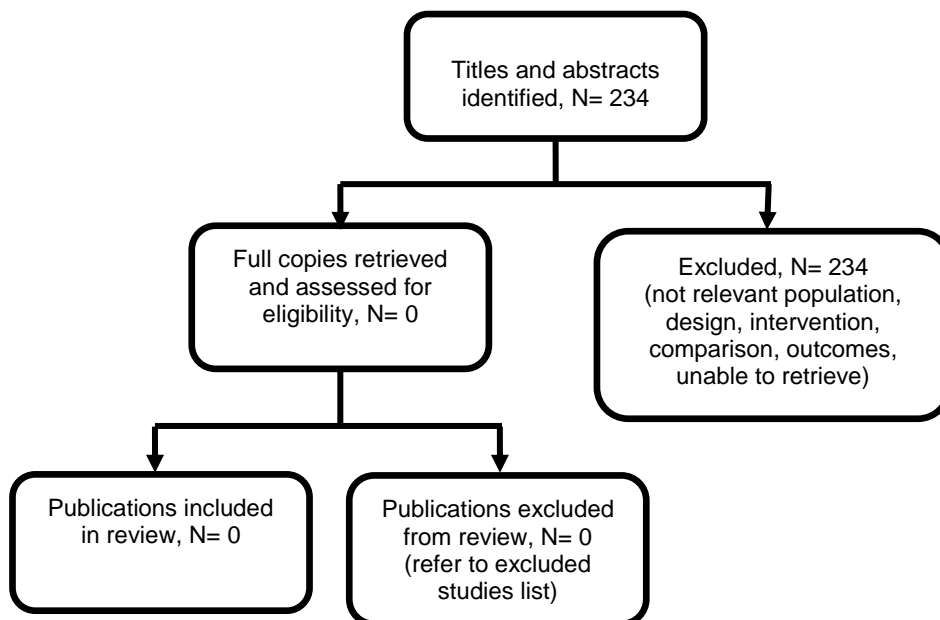 Titles and abstracts
identified, N= 234
Full copies retrieved
and assessed for
eligibility, N= 0
Excluded, N= 234
(not relevant population,
design, intervention,
comparison, outcomes,
unable to retrieve)
Publications included
in review, N= 0
Publications excluded
from review, N= 0
(refer to excluded
studies list)